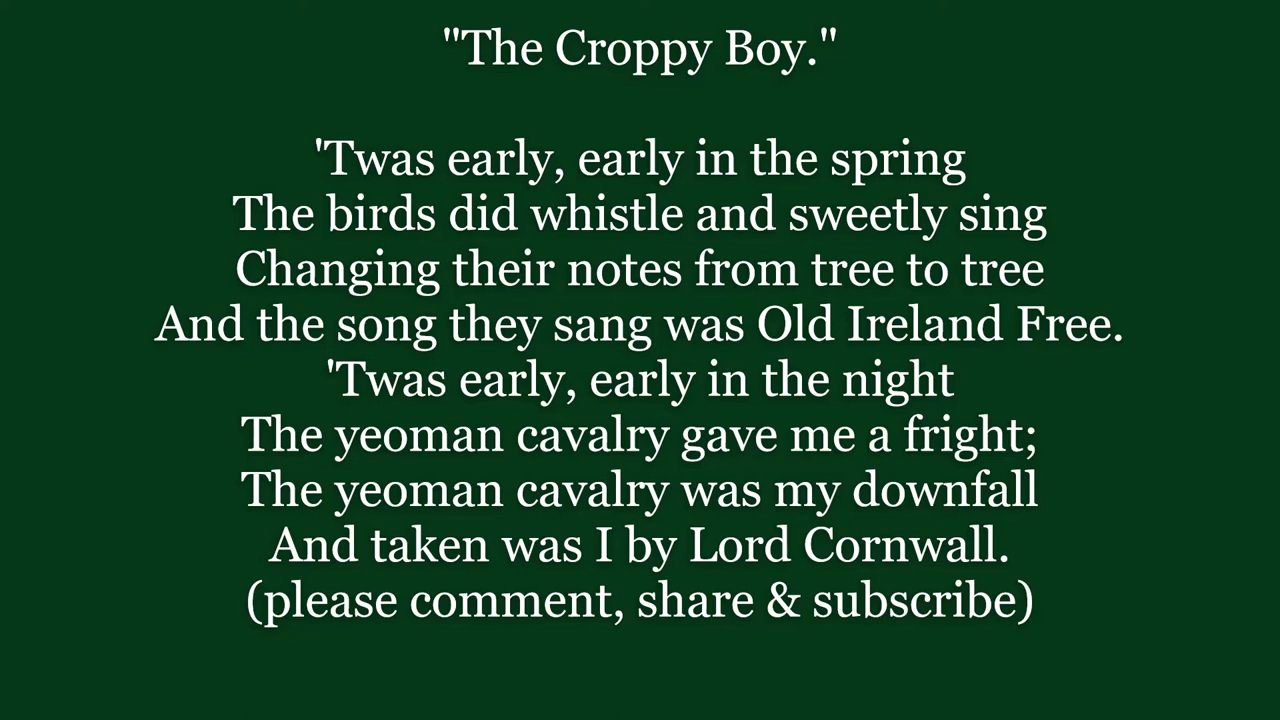 "The Croppy Boy."
'Twas early, early in the spring
The birds did whistle and sweetly sing
Changing their notes from tree to tree
And the song they sang was Old Ireland Free.
'Twas early, early in the night
The yeoman cavalry gave me a fright;
The yeoman cavalry was my downfall
And taken was I by Lord Cornwall.
(please comment, share & subscribe)